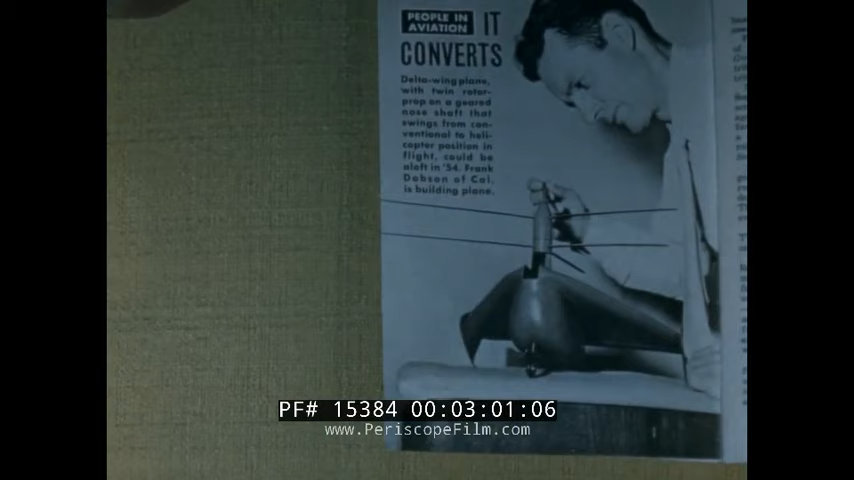 PEOPLE IN
AVIATION
IT
CONVERTS
Delta-wing plane,
with twin rotor-
prop on a geared
nose shaft that
swings from con-
ventional to heli-
copter position in
flight, could be
aloft in '54. Frank
Dobson of Cal.
is building plane.
PF# 15384 00:03:01:06
www.PeriscopeFilm.com